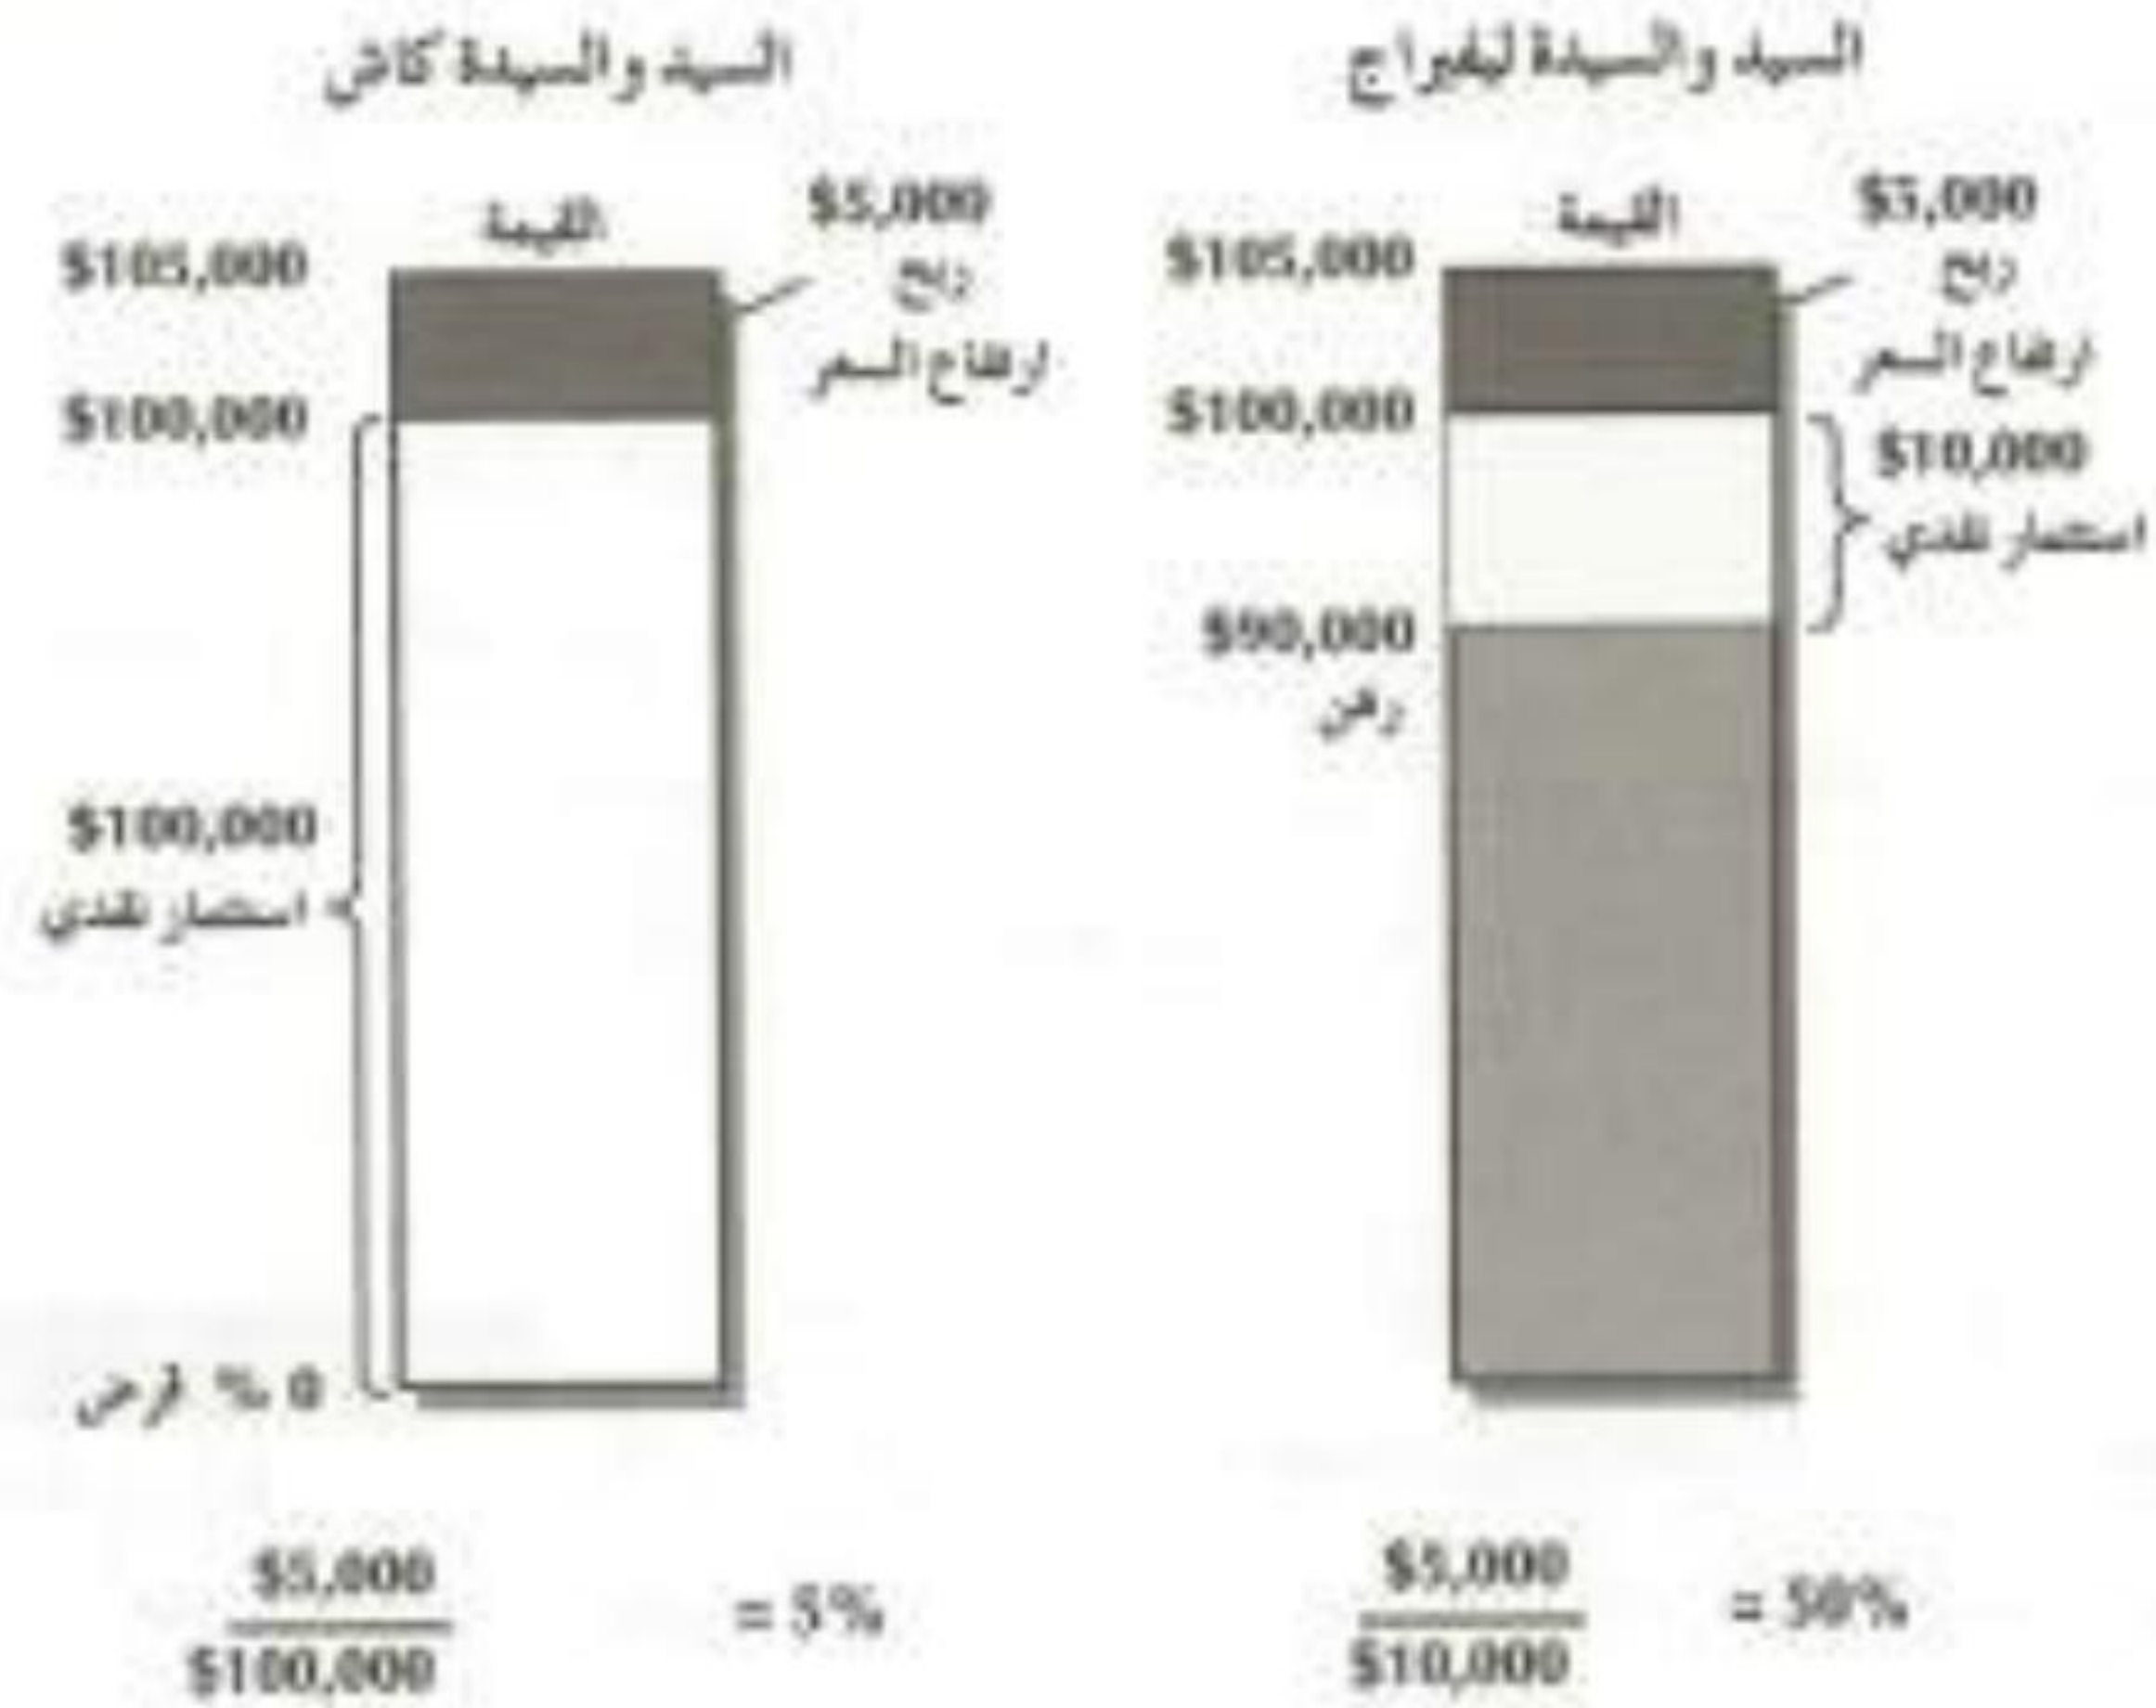 السيد والسيدة كاش
القيمة
$5,000
ربح
ارتفاع السعر
$105,000
$100,000
$100,000
استثمار نقدي
0 % قرض
$5,000
$100,000
= 5%
السيد والسيدة ليفيراج
القيمة
$5,000
ربح
ارتفاع السعر
$105,000
$100,000
$10,000
استثمار نقدي
$90,000
رهن
$5,000
$10,000
= 50%